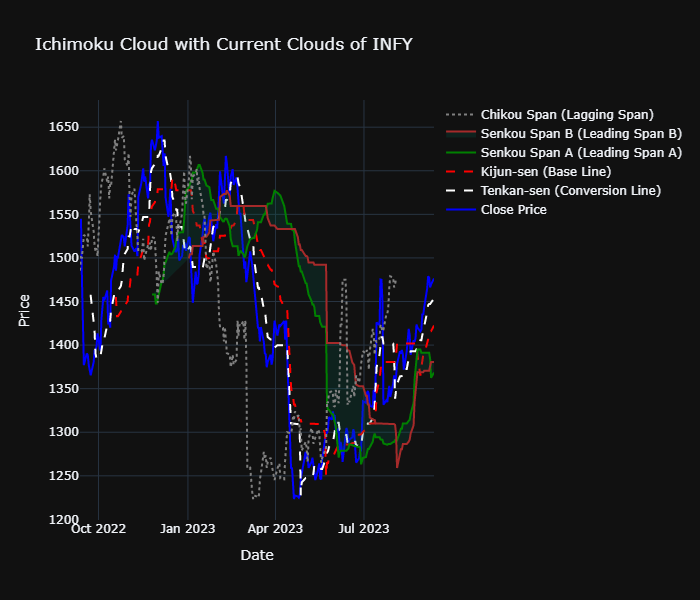 Ichimoku Cloud with Current Clouds of INFY
Chikou Span (Lagging Span)
Senkou Span B (Leading Span B)
Senkou Span A (Leading Span A)
Kijun-sen (Base Line)
Tenkan-sen (Conversion Line)
Close Price
1650
1600
1550
1500
1450
1400
1350
1300
1250
1200
Price
Oct 2022 Jan 2023 Apr 2023 Jul 2023
Date